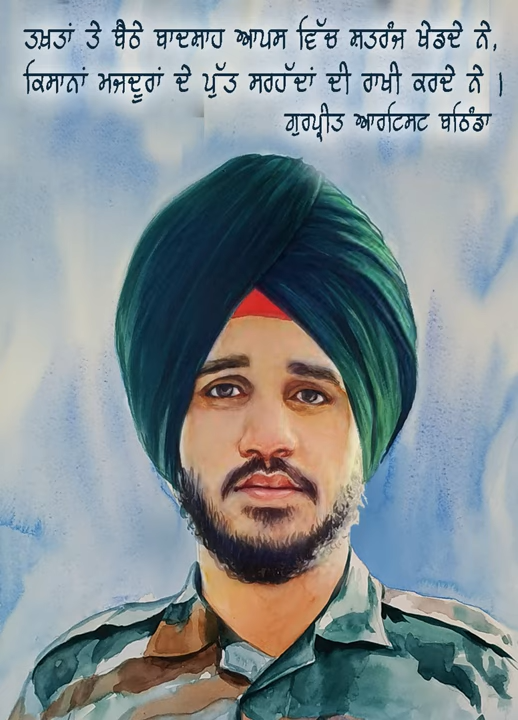 ਤਖ਼ਤਾਂ ਤੇ ਬੈਠੇ ਬਾਦਸ਼ਾਹ ਆਪਸ ਵਿੱਚ ਸ਼ਤਰੰਜ ਖੇਡਦੇ ਨੇ,
ਕਿਸਾਨਾਂ ਮਜਦੂਰਾਂ ਦੇ ਪੁੱਤ ਸਰਹੱਦਾਂ ਦੀ ਰਾਖੀ ਕਰਦੇ ਨੇ |
ਗੁਰਪ੍ਰੀਤ ਆਰਟਿਸਟ ਬਠਿੰਡਾ